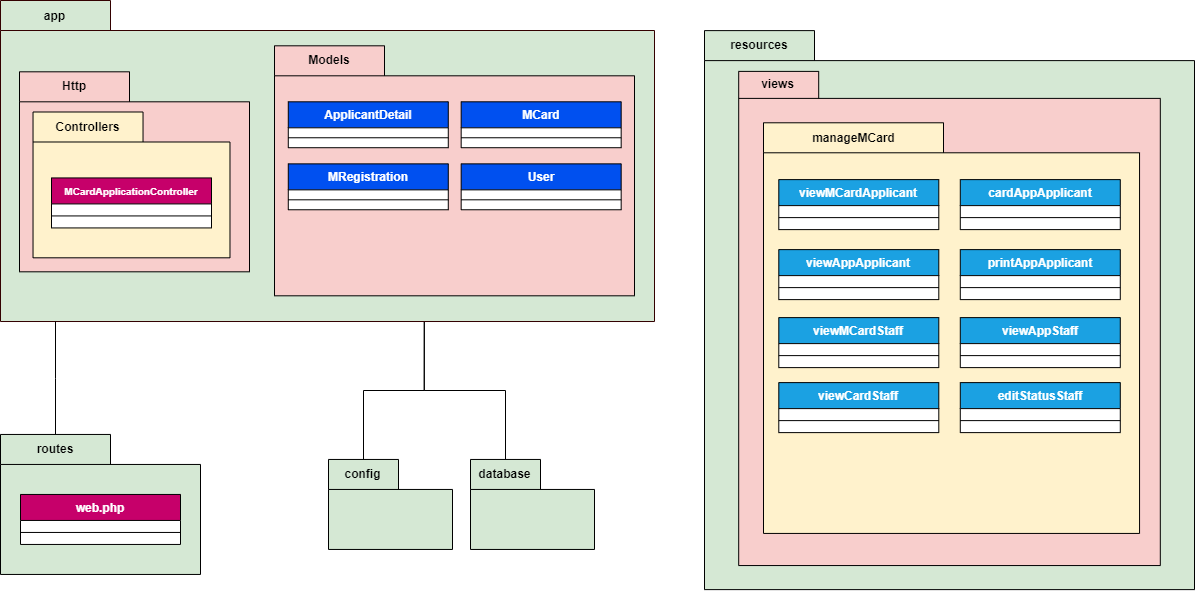 app
Http
Controllers
MCardApplicationController
Models
ApplicantDetail
MCard
MRegistration
User
routes
web.php
config
database
resources
views
manageMCard
viewMCardApplicant
cardAppApplicant
viewAppApplicant
printAppApplicant
viewMCardStaff
viewAppStaff
viewCardStaff
editStatusStaff